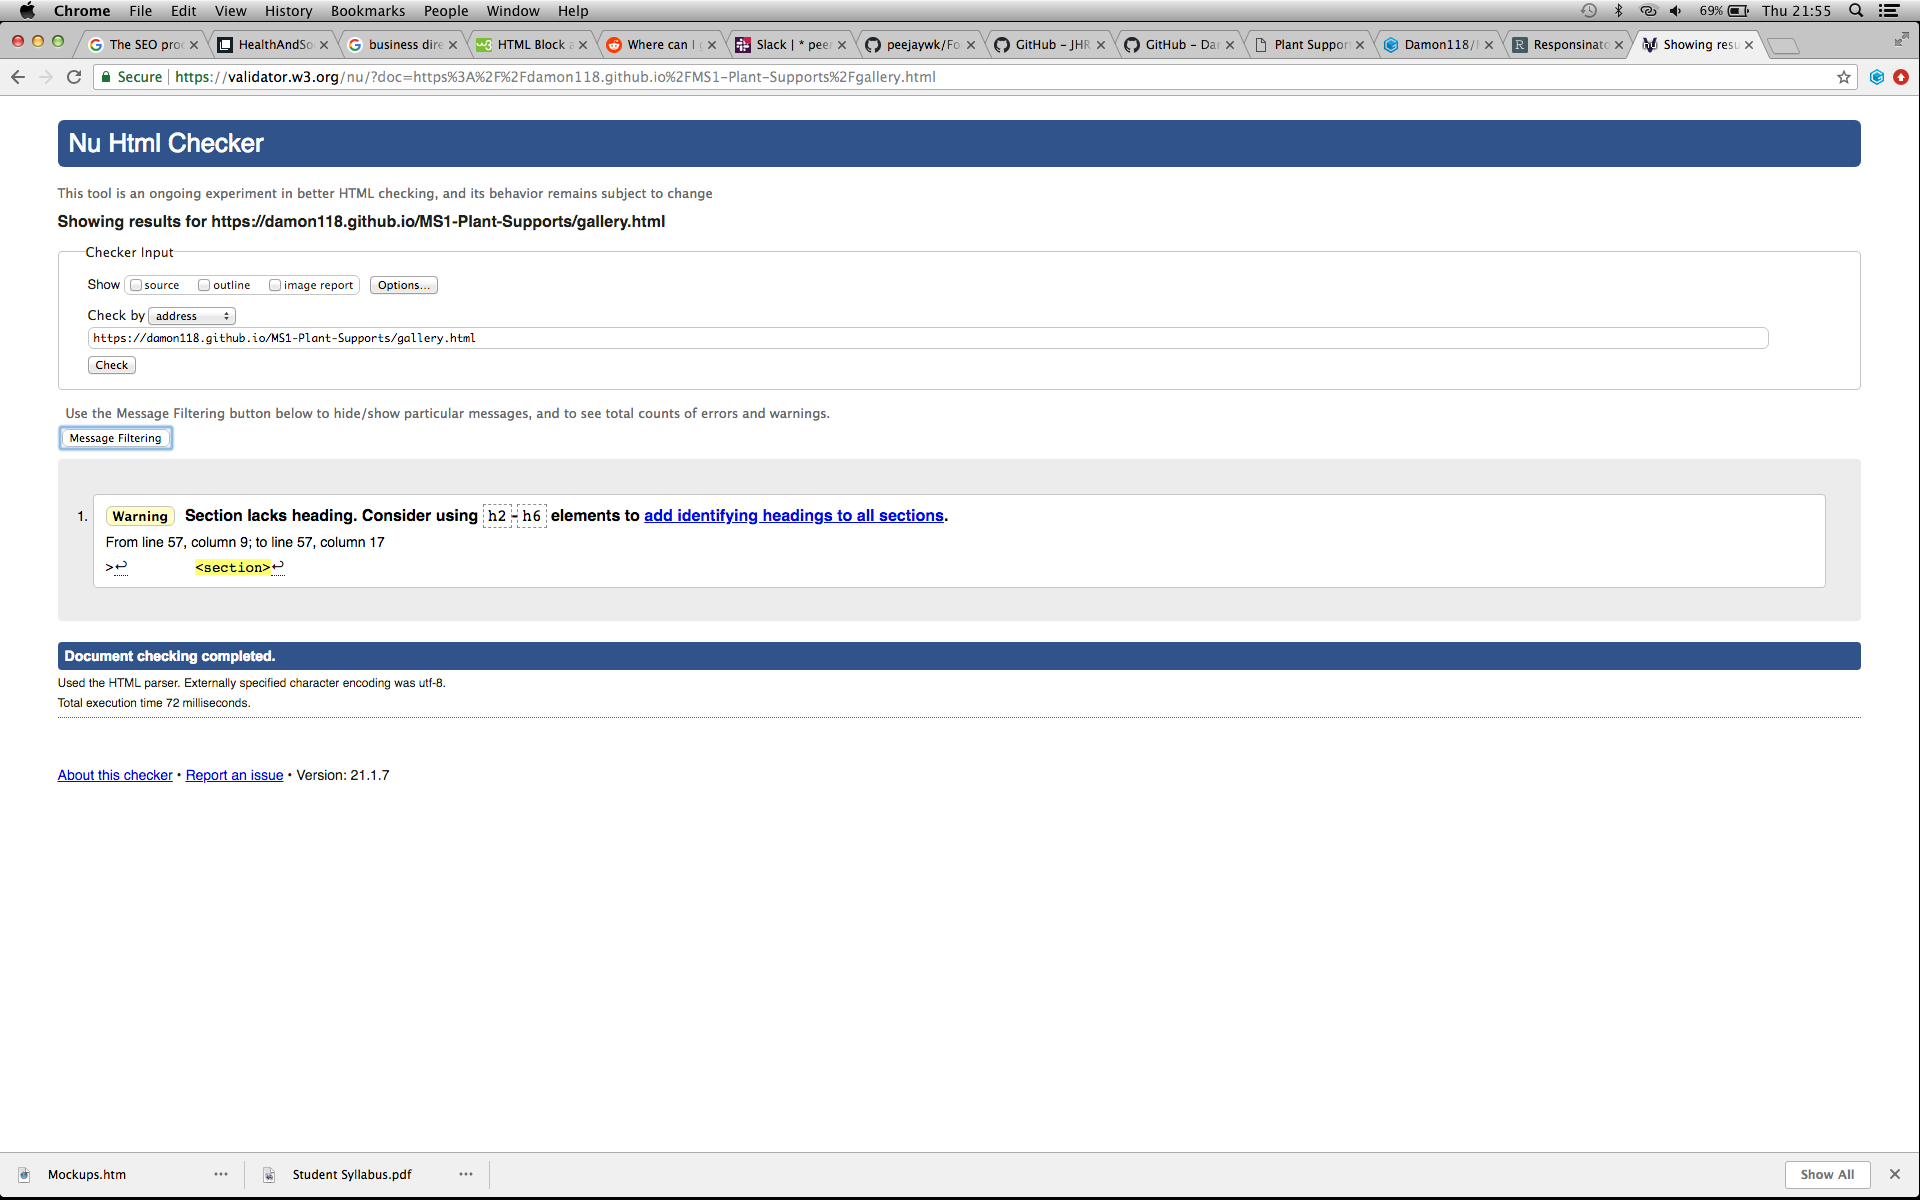 Chrome File Edit View History Bookmarks People Window Help 69% Thu 21:55
The SEO pro HealthAndSo business dire HTML Block a Where can I g Slack | * peer peejaywk/Fo GitHub - JHR GitHub - Da Plant Suppor Damon118/ Responsinato Showing resu
Secure https://validator.w3.org/nu/?doc=https%3A%2F%2Fdamon118.github.io%2FMS1-Plant-Supports%2Fgallery.html
Nu Html Checker
This tool is an ongoing experiment in better HTML checking, and its behavior remains subject to change
Showing results for https://damon118.github.io/MS1-Plant-Supports/gallery.html
Checker Input
Show source outline image report Options...
Check by address
https://damon118.github.io/MS1-Plant-Supports/gallery.html
Check
Use the Message Filtering button below to hide/show particular messages, and to see total counts of errors and warnings.
Message Filtering
1. Warning Section lacks heading. Consider using h2-h6 elements to add identifying headings to all sections.
From line 57, column 9; to line 57, column 17
>↩ <section>↩
Document checking completed.
Used the HTML parser. Externally specified character encoding was utf-8.
Total execution time 72 milliseconds.
About this checker • Report an issue • Version: 21.1.7
Mockups.htm Student Syllabus.pdf Show All